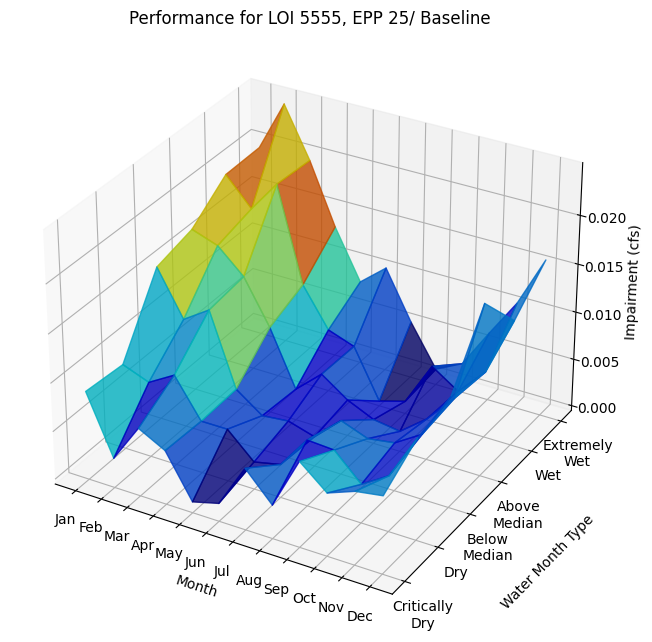 Performance for LOI 5555, EPP 25/ Baseline
0.020
0.015
0.010
0.005
0.000
Impairment (cfs)
Extremely
Wet
Wet
Above
Median
Below
Median
Dry
Critically
Dry
Water Month Type
Jan
Feb
Mar
Apr
May
Jun
Jul
Aug
Sep
Oct
Nov
Dec
Month